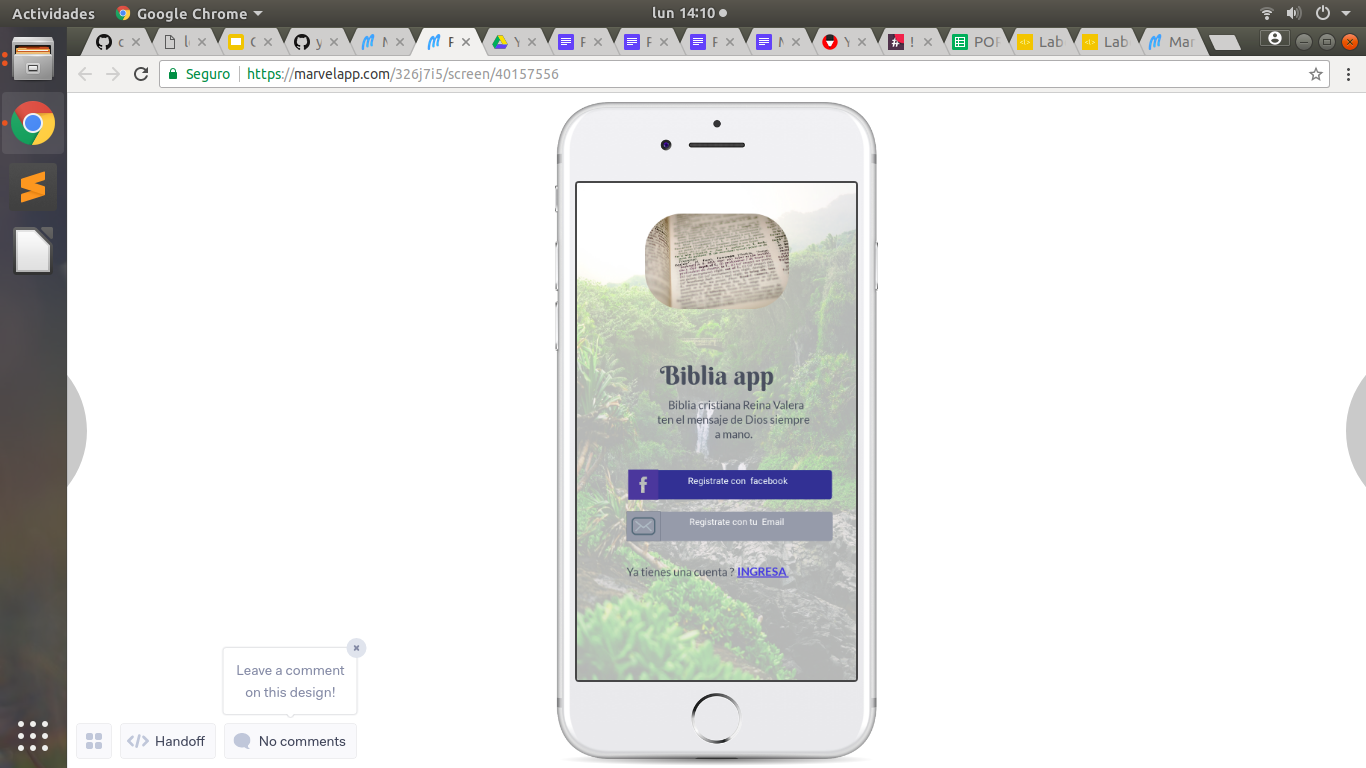 Actividades
Google Chrome
lun 14:10
Y
POP
Lab
Lab
Mar
Seguro
https://marvelapp.com/326j7i5/screen/40157556
Biblia app
Biblia cristiana Reina Valera
ten el mensaje de Dios siempre
a mano.
Registrate con facebook
Registrate con tu Email
Ya tienes una cuenta ? INGRESA
Leave a comment
on this design!
Handoff
No comments